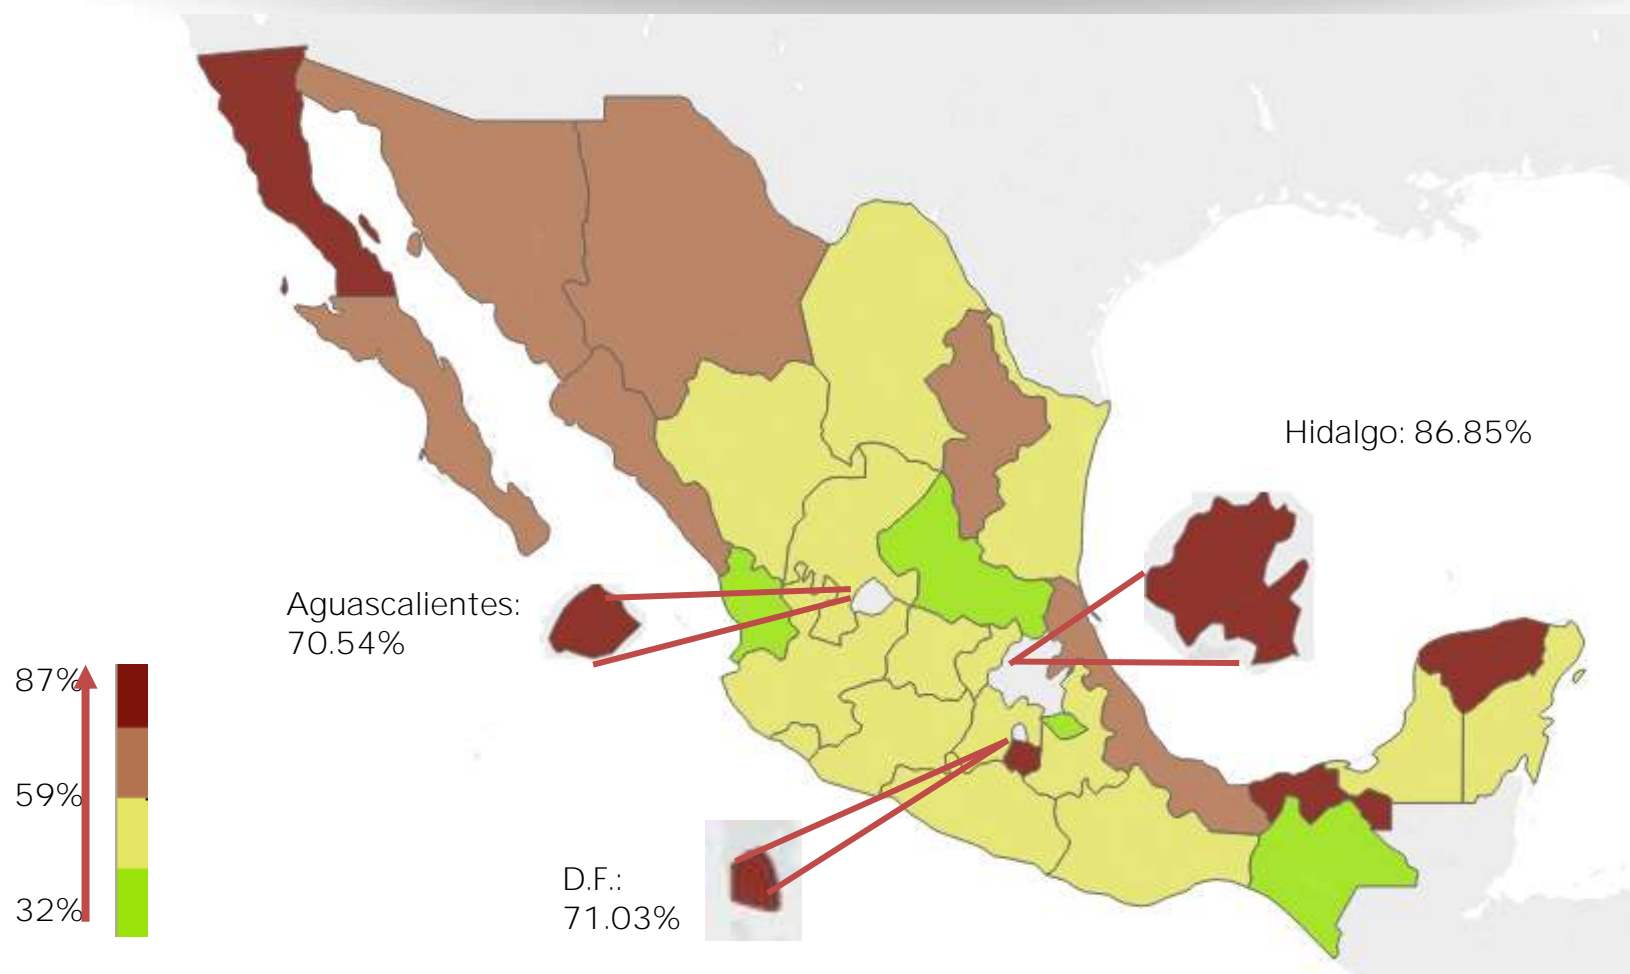 Hidalgo: 86.85%
Aguascalientes:
70.54%
87%
59%
32%
D.F.:
71.03%